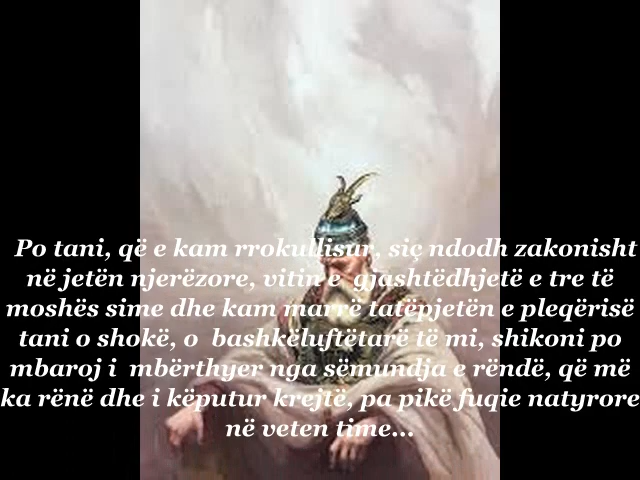 Po tani, që e kam rrokullisur, siç ndodh zakonisht
në jetën njerëzore, vitin e gjashtëdhjetë e tre të
moshës sime dhe kam marrë tatëpjetën e pleqërisë
tani o shokë, o bashkëluftëtarë të mi, shikoni po
mbaroj i mbërthyer nga sëmundja e rëndë, që më
ka rënë dhe i këputur krejtë, pa pikë fuqie natyrore
në veten time...